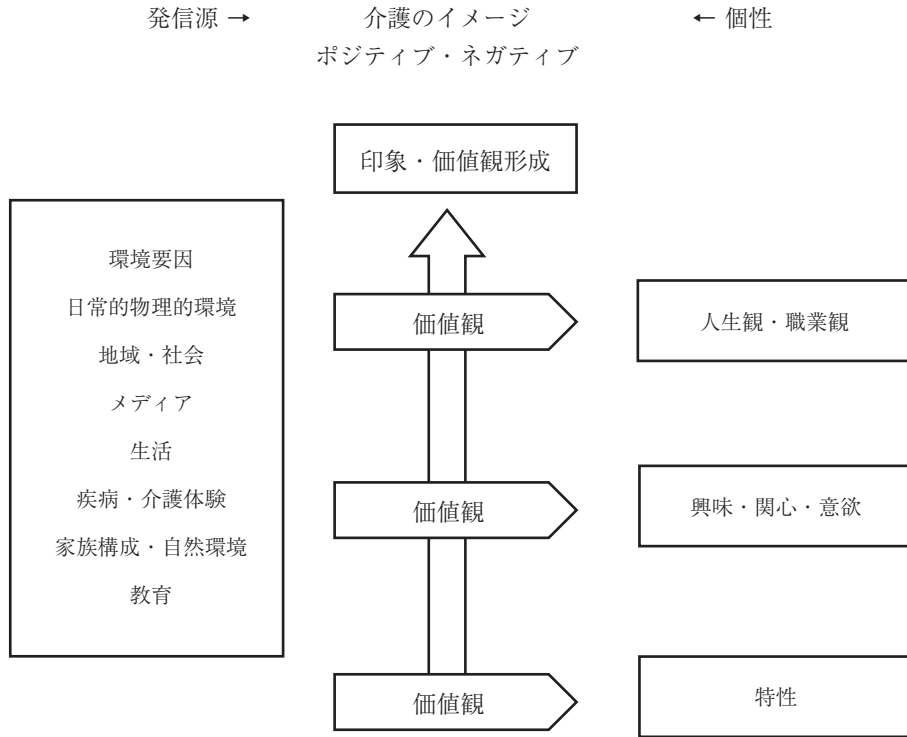 発信源 → 介護のイメージ ← 個性
ポジティブ・ネガティブ
印象・価値観形成
環境要因
日常的物理的環境
地域・社会
メディア
生活
疾病・介護体験
家族構成・自然環境
教育
価値観
人生観・職業観
価値観
興味・関心・意欲
価値観
特性